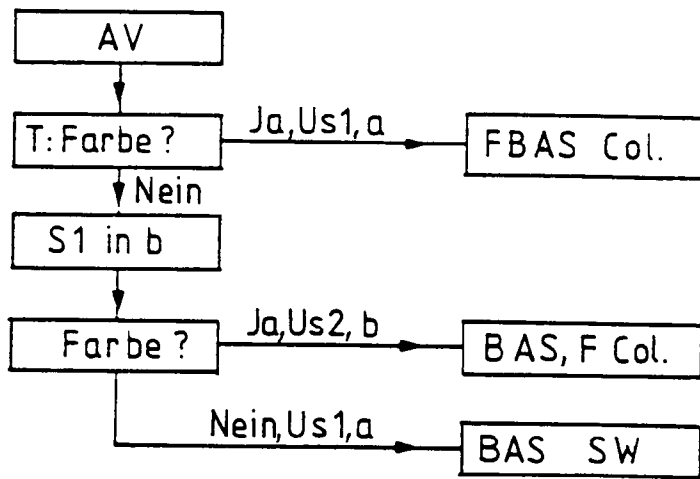 AV
T: Farbe ?
Ja, Us1, a
FBAS Col.
Nein
S1 in b
Farbe ?
Ja, Us2, b
BAS, F Col.
Nein, Us1, a
BAS SW